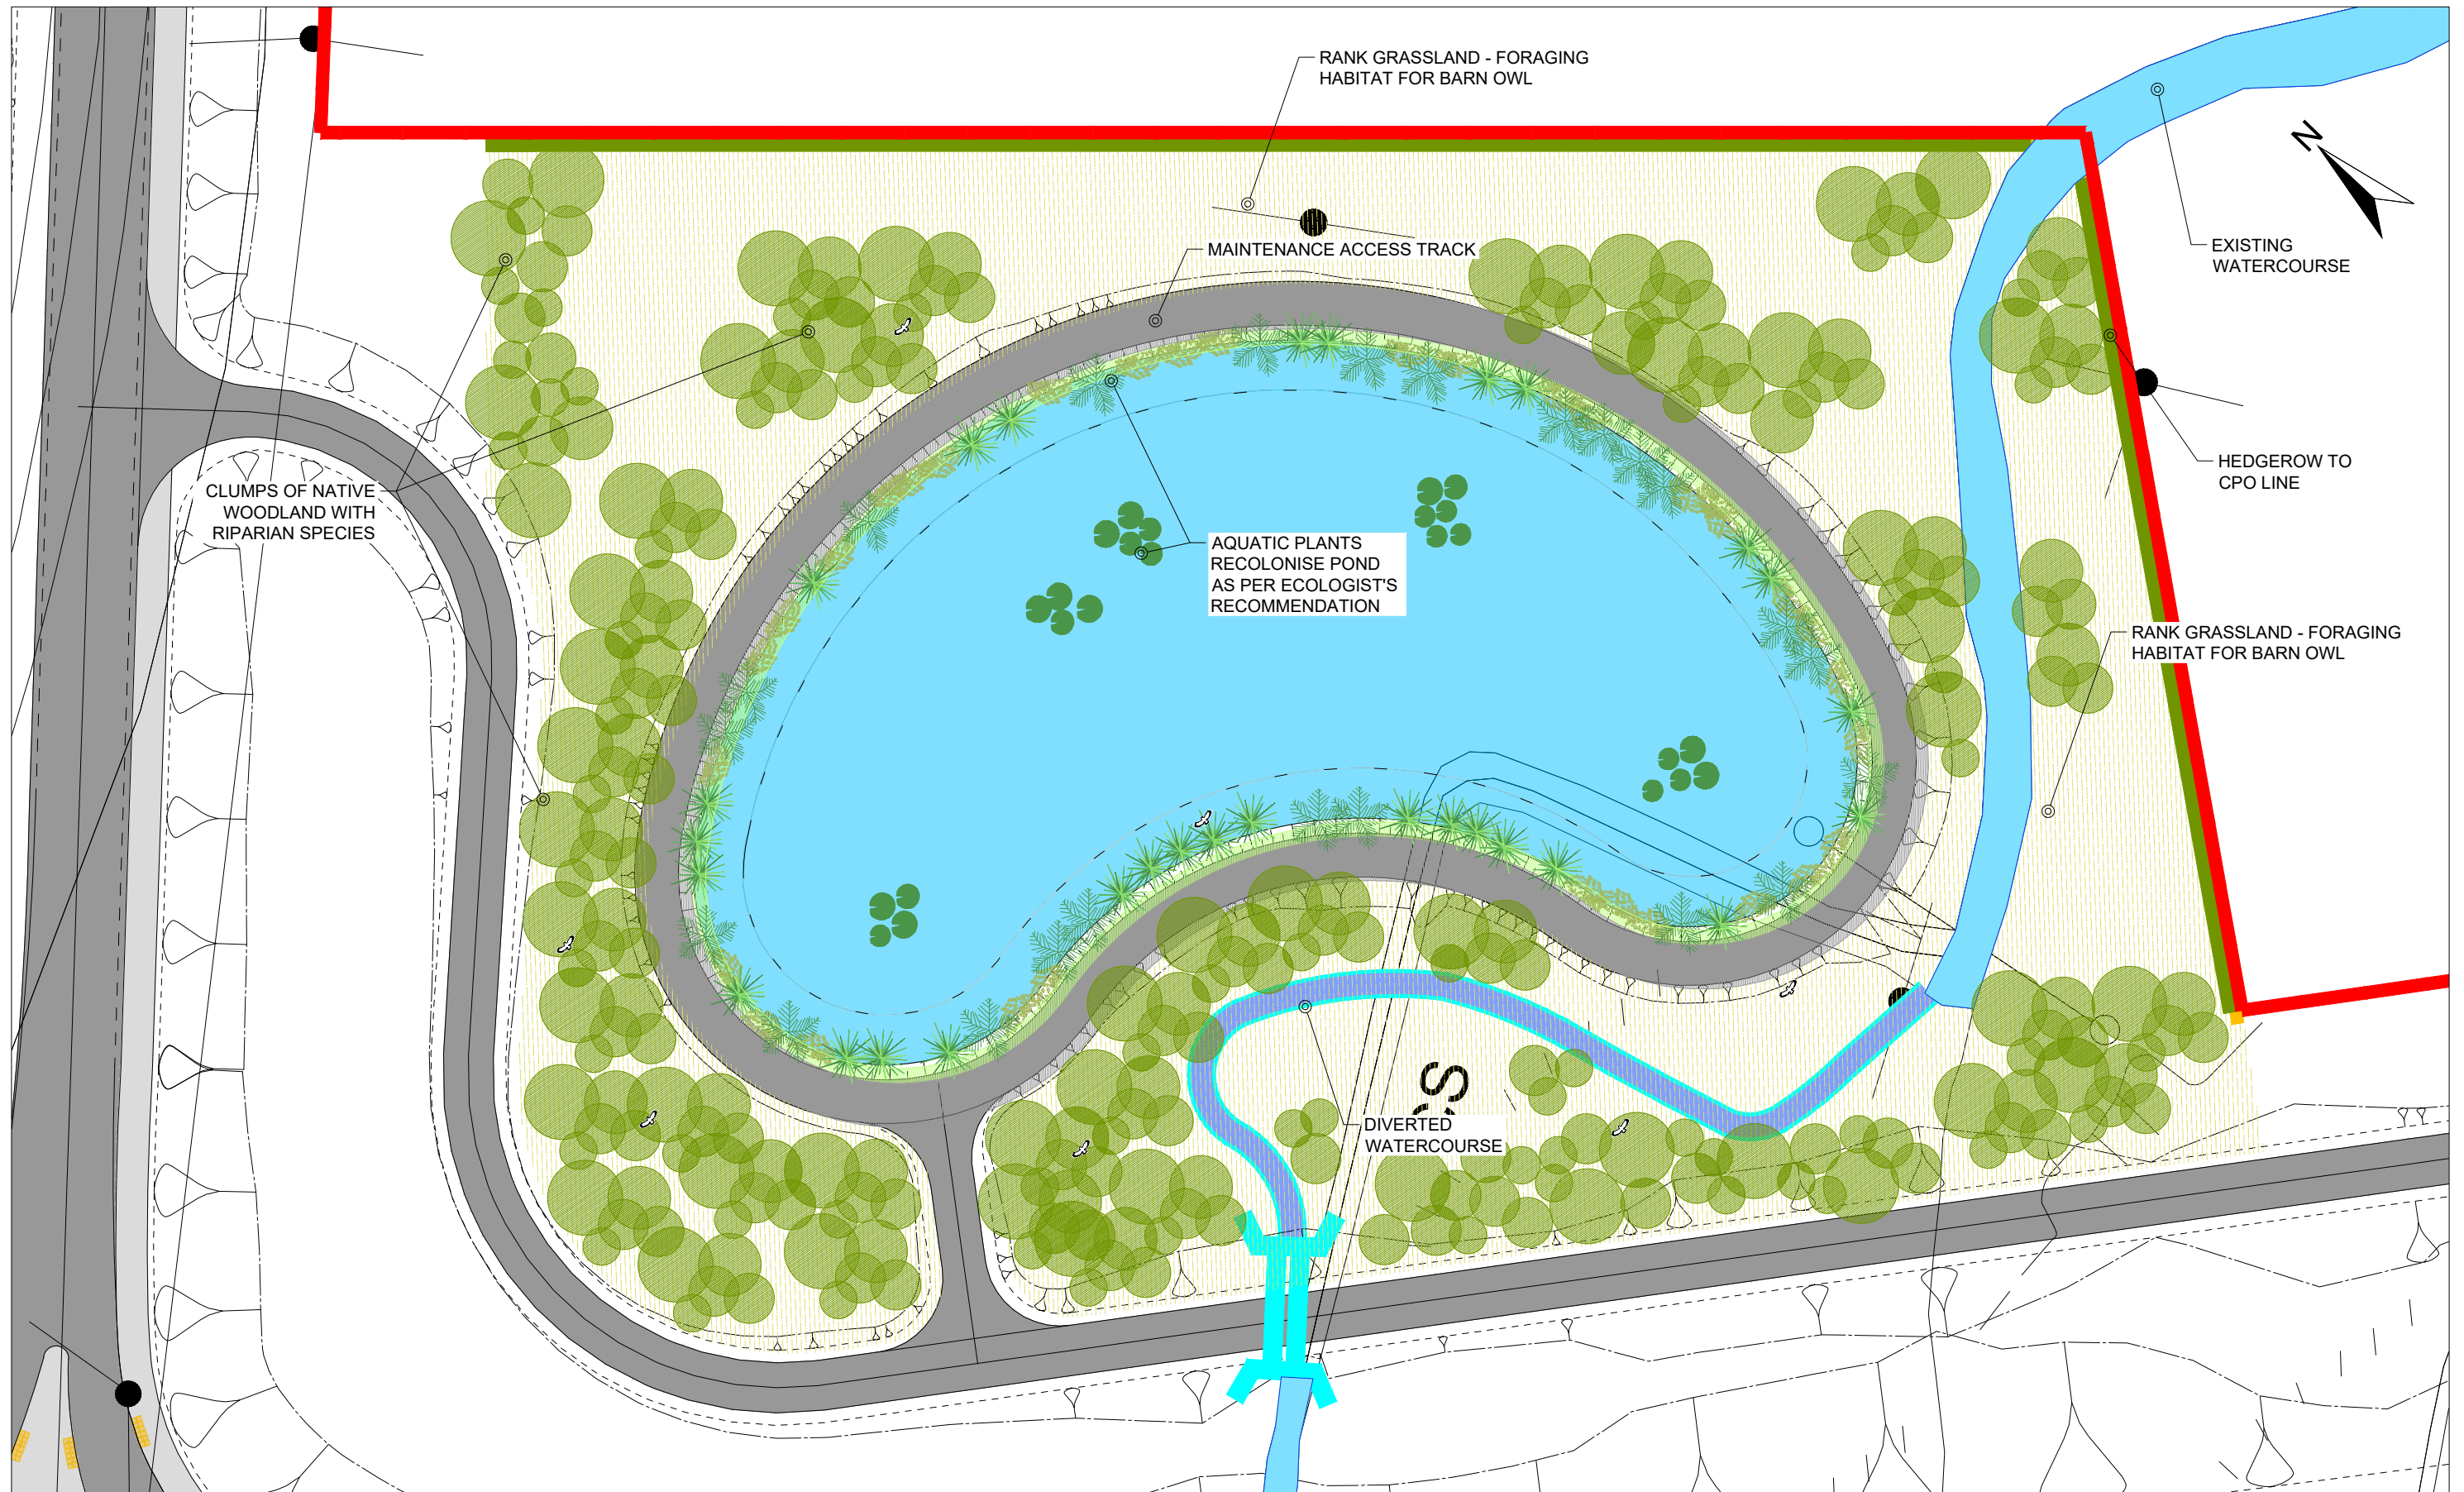 RANK GRASSLAND - FORAGING
HABITAT FOR BARN OWL
N
MAINTENANCE ACCESS TRACK
EXISTING
WATERCOURSE
HEDGEROW TO
CPO LINE
CLUMPS OF NATIVE
WOODLAND WITH
RIPARIAN SPECIES
AQUATIC PLANTS
RECOLONISE POND
AS PER ECOLOGIST'S
RECOMMENDATION
RANK GRASSLAND - FORAGING
HABITAT FOR BARN OWL
DIVERTED
WATERCOURSE